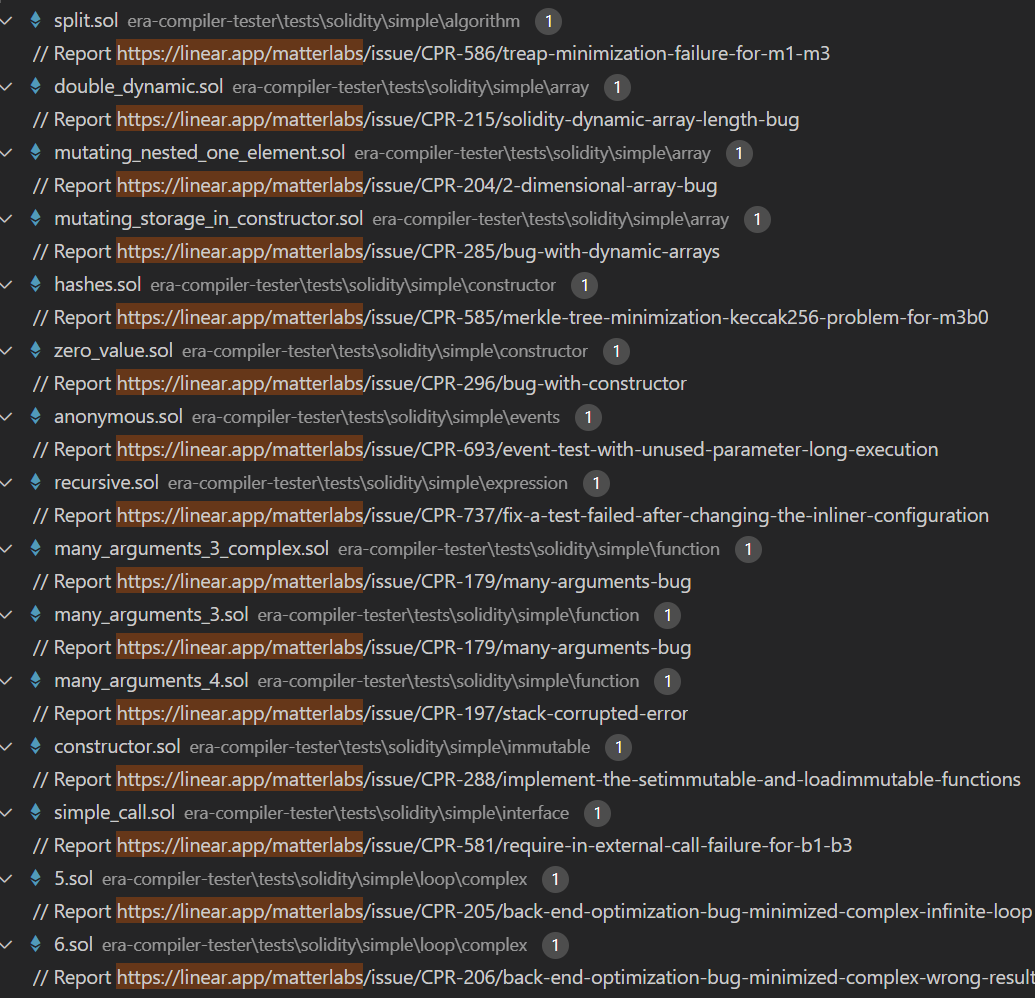 split.sol era-compiler-tester\tests\solidity\simple\algorithm 1
// Report https://linear.app/matterlabs/issue/CPR-586/treap-minimization-failure-for-m1-m3
double_dynamic.sol era-compiler-tester\tests\solidity\simple\array 1
// Report https://linear.app/matterlabs/issue/CPR-215/solidity-dynamic-array-length-bug
mutating_nested_one_element.sol era-compiler-tester\tests\solidity\simple\array 1
// Report https://linear.app/matterlabs/issue/CPR-204/2-dimensional-array-bug
mutating_storage_in_constructor.sol era-compiler-tester\tests\solidity\simple\array 1
// Report https://linear.app/matterlabs/issue/CPR-285/bug-with-dynamic-arrays
hashes.sol era-compiler-tester\tests\solidity\simple\constructor 1
// Report https://linear.app/matterlabs/issue/CPR-585/merkle-tree-minimization-keccak256-problem-for-m3b0
zero_value.sol era-compiler-tester\tests\solidity\simple\constructor 1
// Report https://linear.app/matterlabs/issue/CPR-296/bug-with-constructor
anonymous.sol era-compiler-tester\tests\solidity\simple\events 1
// Report https://linear.app/matterlabs/issue/CPR-693/event-test-with-unused-parameter-long-execution
recursive.sol era-compiler-tester\tests\solidity\simple\expression 1
// Report https://linear.app/matterlabs/issue/CPR-737/fix-a-test-failed-after-changing-the-inliner-configuration
many_arguments_3_complex.sol era-compiler-tester\tests\solidity\simple\function 1
// Report https://linear.app/matterlabs/issue/CPR-179/many-arguments-bug
many_arguments_3.sol era-compiler-tester\tests\solidity\simple\function 1
// Report https://linear.app/matterlabs/issue/CPR-179/many-arguments-bug
many_arguments_4.sol era-compiler-tester\tests\solidity\simple\function 1
// Report https://linear.app/matterlabs/issue/CPR-197/stack-corrupted-error
constructor.sol era-compiler-tester\tests\solidity\simple\immutable 1
// Report https://linear.app/matterlabs/issue/CPR-288/implement-the-setimmutable-and-loadimmutable-functions
simple_call.sol era-compiler-tester\tests\solidity\simple\interface 1
// Report https://linear.app/matterlabs/issue/CPR-581/require-in-external-call-failure-for-b1-b3
5.sol era-compiler-tester\tests\solidity\simple\loop\complex 1
// Report https://linear.app/matterlabs/issue/CPR-205/back-end-optimization-bug-minimized-complex-infinite-loop
6.sol era-compiler-tester\tests\solidity\simple\loop\complex 1
// Report https://linear.app/matterlabs/issue/CPR-206/back-end-optimization-bug-minimized-complex-wrong-result